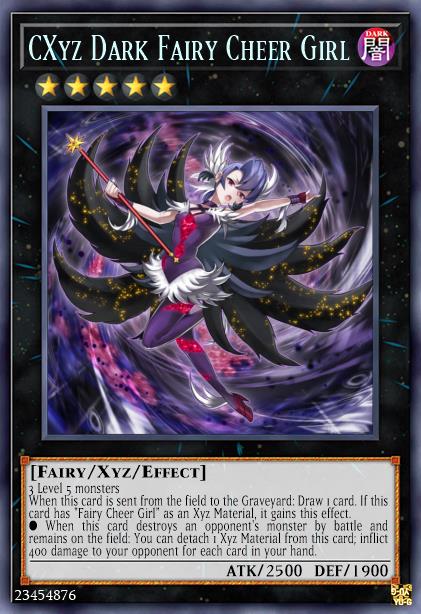 CXyz Dark Fairy Cheer Girl
DARK
闇
[Fairy/Xyz/Effect]
3 Level 5 monsters
When this card is sent from the field to the Graveyard: Draw 1 card. If this
card has "Fairy Cheer Girl" as an Xyz Material, it gains this effect.
● When this card destroys an opponent's monster by battle and
remains on the field: You can detach 1 Xyz Material from this card; inflict
400 damage to your opponent for each card in your hand.
ATK/2500 DEF/1900
23454876